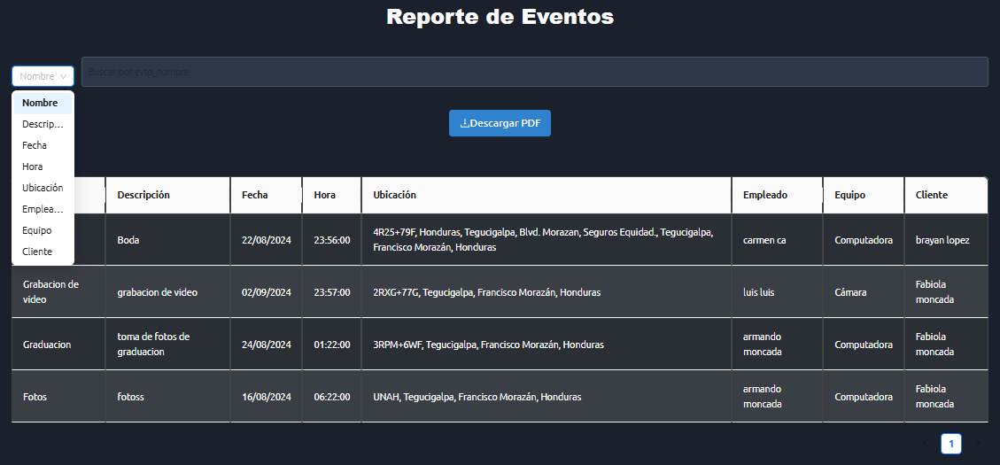 Reporte de Eventos
Nombre
Buscar por evto_nombre
Nombre
Descrip...
Fecha
Hora
Ubicación
Emplea...
Equipo
Cliente
Descargar PDF
Descripción Fecha Hora Ubicación Empleado Equipo Cliente
Boda 22/08/2024 23:56:00 4R25+79F, Honduras, Tegucigalpa, Blvd. Morazan, Seguros Equidad., Tegucigalpa, carmen ca Computadora brayan lopez
Francisco Morazán, Honduras
Grabacion de grabacion de video 02/09/2024 23:57:00 2RXG+77G, Tegucigalpa, Francisco Morazán, Honduras luis luis Cámara Fabiola
video moncada
Graduacion toma de fotos de 24/08/2024 01:22:00 3RPM+6WF, Tegucigalpa, Francisco Morazán, Honduras armando Computadora Fabiola
graduacion moncada moncada
Fotos fotoss 16/08/2024 06:22:00 UNAH, Tegucigalpa, Francisco Morazán, Honduras armando Computadora Fabiola
moncada moncada
1